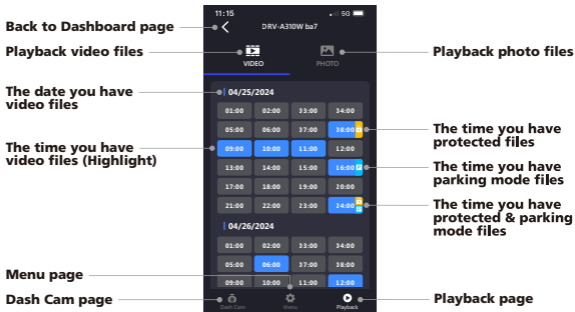 11:15
5G
Back to Dashboard page
DRV-A310W ba7
Playback video files
Playback photo files
VIDEO
PHOTO
The date you have
video files
04/25/2024
01:00 02:00 33:00 34:00
05:00 06:00 37:00 38:00
The time you have
protected files
The time you have
video files (Highlight)
09:00 10:00 11:00 12:00
13:00 14:00 15:00 16:00
The time you have
parking mode files
17:00 18:00 19:00 20:00
21:00 22:00 23:00 24:00
The time you have
protected & parking
mode files
04/26/2024
01:00 02:00 33:00 34:00
05:00 06:00 37:00 38:00
Menu page
09:00 10:00 11:00 12:00
Dash Cam page
Dash Cam
Menu
Playback
Playback page